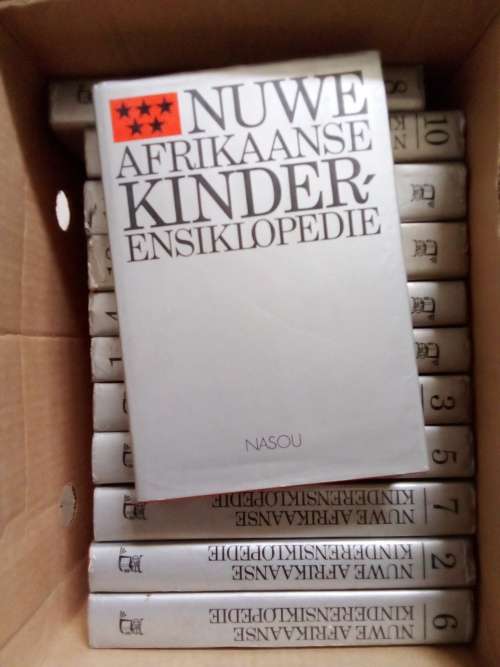 NUWE
AFRIKAANSE
KINDER-
ENSIKLOPEDIE
NASOU
8
10
3
5
7
NUWE AFRIKAANSE
KINDERENSIKLOPEDIE
2
NUWE AFRIKAANSE
KINDERENSIKLOPEDIE
6
NUWE AFRIKAANSE
KINDERENSIKLOPEDIE